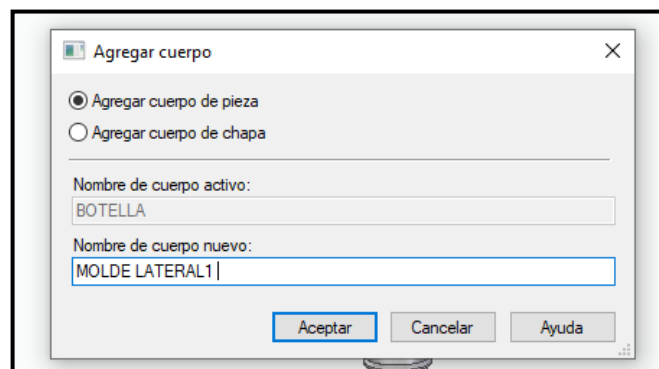 Agregar cuerpo
Agregar cuerpo de pieza
Agregar cuerpo de chapa
Nombre de cuerpo activo:
BOTELLA
Nombre de cuerpo nuevo:
MOLDE LATERAL1
Aceptar Cancelar Ayuda